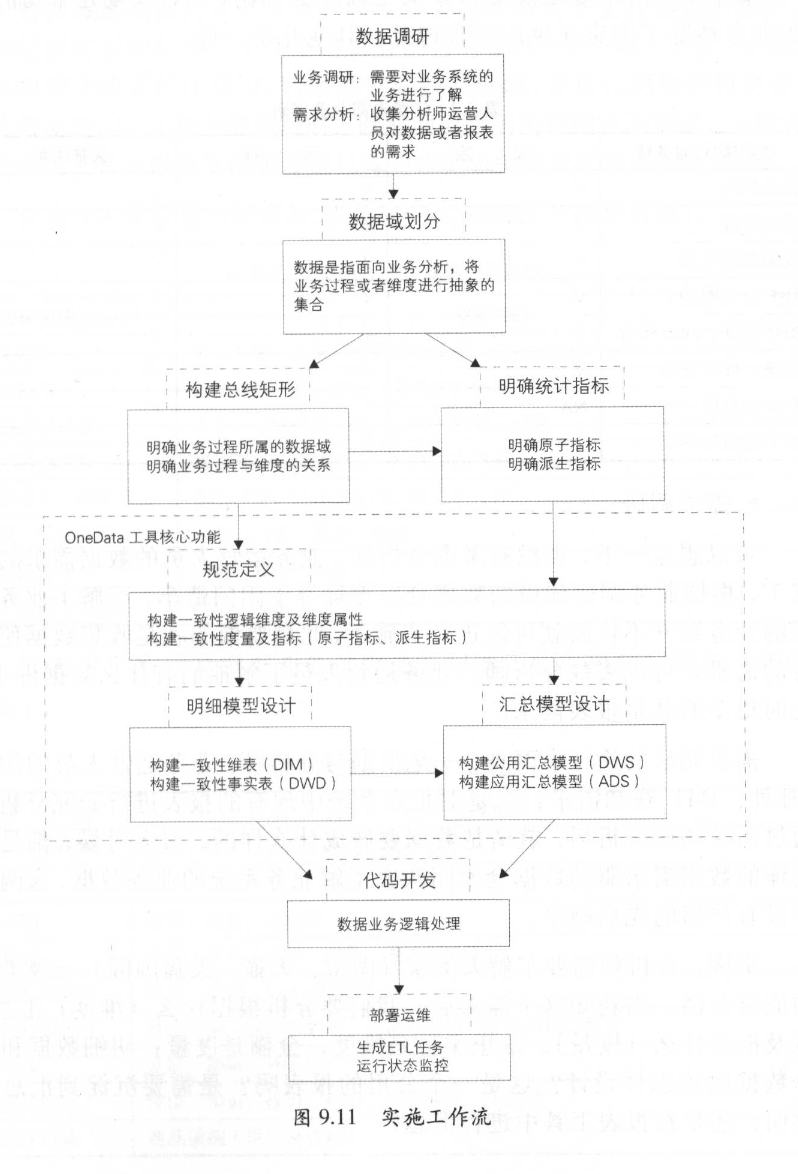 数据调研
业务调研：需要对业务系统的
业务进行了解
需求分析：收集分析师运营人
员对数据或者报表
的需求
数据域划分
数据是指面向业务分析，将
业务过程或者维度进行抽象的
集合
构建总线矩形
明确业务过程所属的数据域
明确业务过程与维度的关系
明确统计指标
明确原子指标
明确派生指标
OneData 工具核心功能
规范定义
构建一致性逻辑维度及维度属性
构建一致性度量及指标（原子指标、派生指标）
明细模型设计
构建一致性维表（DIM）
构建一致性事实表（DWD）
汇总模型设计
构建公用汇总模型（DWS）
构建应用汇总模型（ADS）
代码开发
数据业务逻辑处理
部署运维
生成ETL任务
运行状态监控
图 9.11 实施工作流